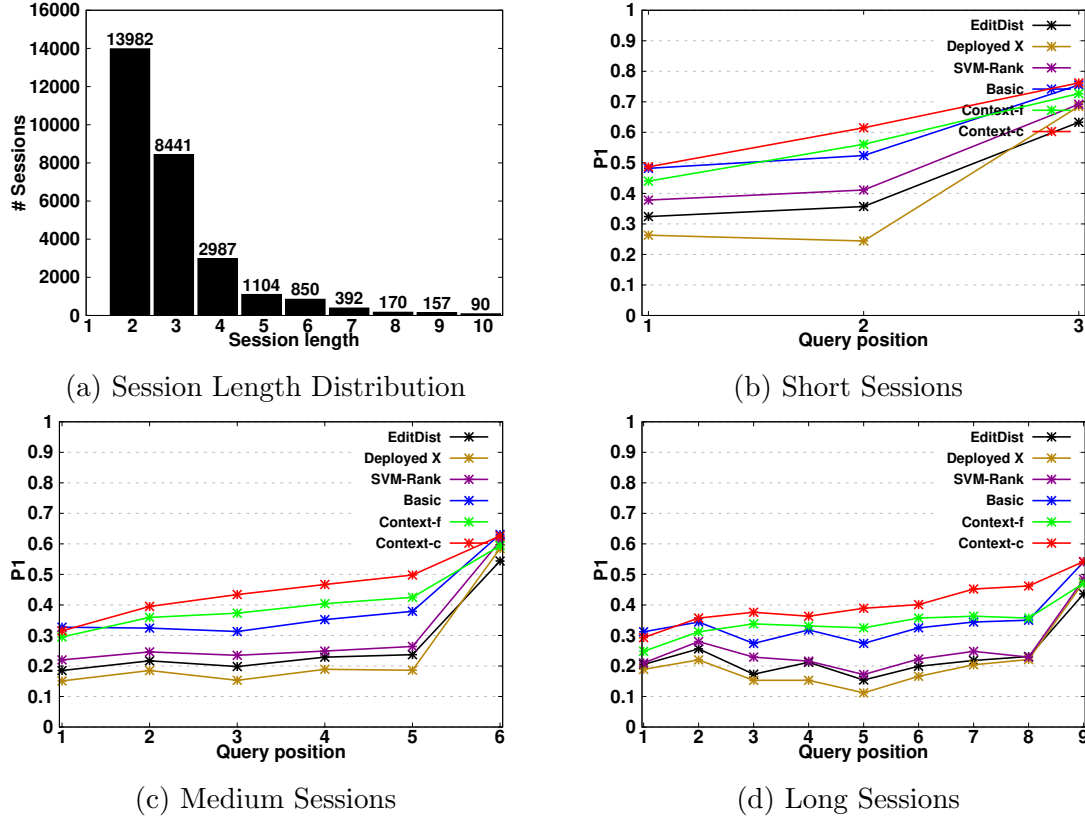 16000
14000
12000
10000
8000
6000
4000
2000
0
# Sessions
13982
8441
2987
1104
850
392
170
157
90
1 2 3 4 5 6 7 8 9 10
Session length
(a) Session Length Distribution
1
0.9
0.8
0.7
0.6
0.5
0.4
0.3
0.2
0.1
0
P1
EditDist
Deployed X
SVM-Rank
Basic
Context-f
Context-c
1 2 3
Query position
(b) Short Sessions
1
0.9
0.8
0.7
0.6
0.5
0.4
0.3
0.2
0.1
0
P1
EditDist
Deployed X
SVM-Rank
Basic
Context-f
Context-c
1 2 3 4 5 6
Query position
(c) Medium Sessions
1
0.9
0.8
0.7
0.6
0.5
0.4
0.3
0.2
0.1
0
P1
EditDist
Deployed X
SVM-Rank
Basic
Context-f
Context-c
1 2 3 4 5 6 7 8 9
Query position
(d) Long Sessions